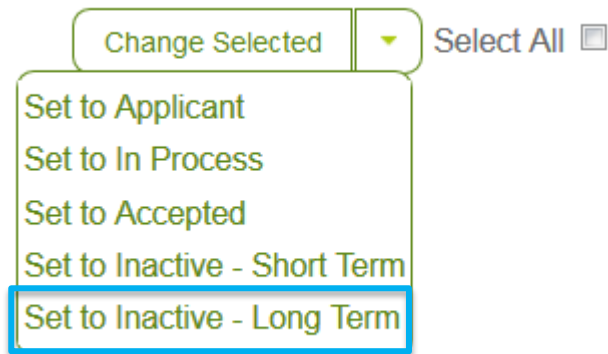 Change Selected Select All
Set to Applicant
Set to In Process
Set to Accepted
Set to Inactive - Short Term
Set to Inactive - Long Term